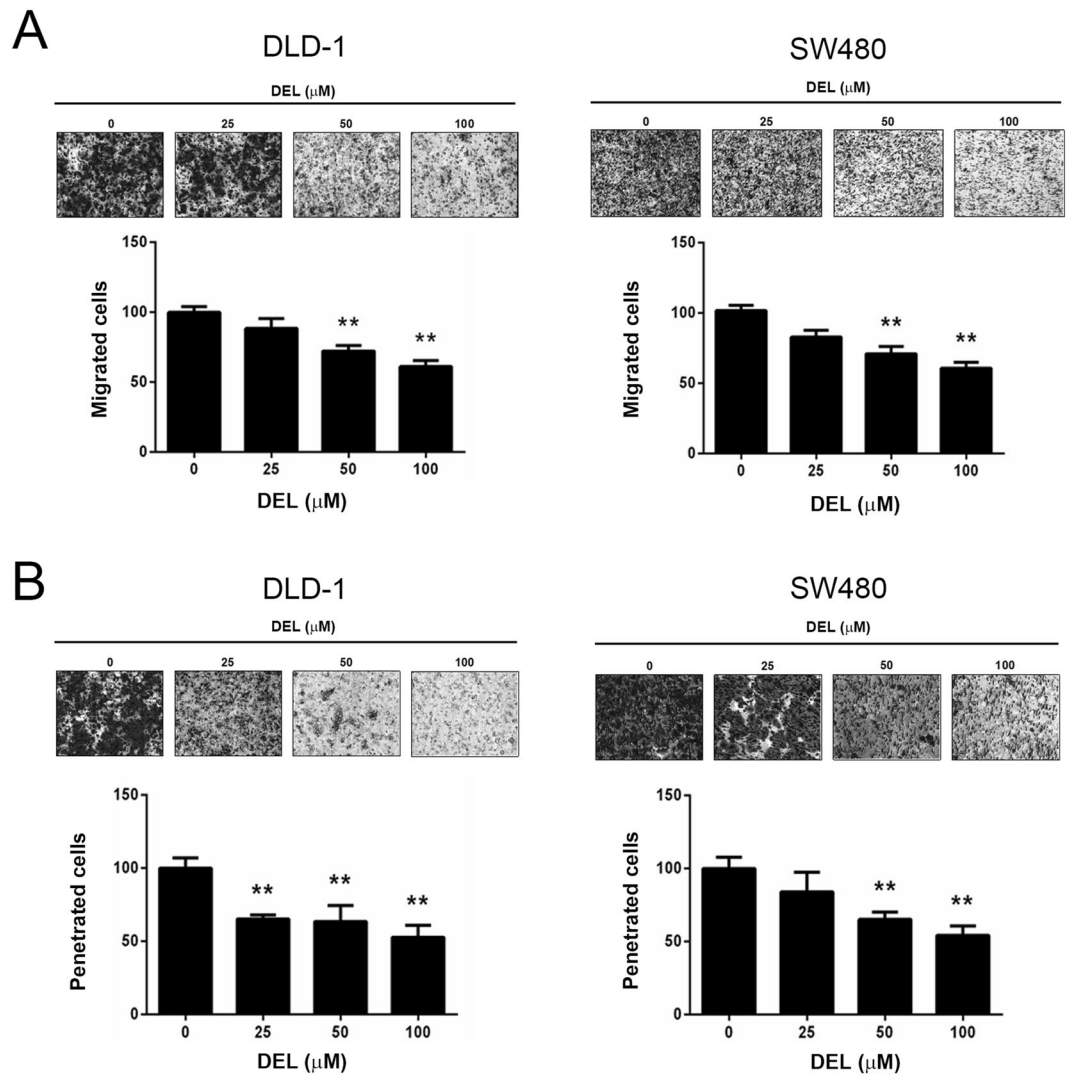 A
DLD-1
DEL (μM)
0 25 50 100
150
100
50
0
Migrated cells
** **
0 25 50 100
DEL (μM)
SW480
DEL (μM)
0 25 50 100
150
100
50
0
Migrated cells
** **
0 25 50 100
DEL (μM)
B
DLD-1
DEL (μM)
0 25 50 100
150
100
50
0
Penetrated cells
** ** **
0 25 50 100
DEL (μM)
SW480
DEL (μM)
0 25 50 100
150
100
50
0
Penetrated cells
** **
0 25 50 100
DEL (μM)